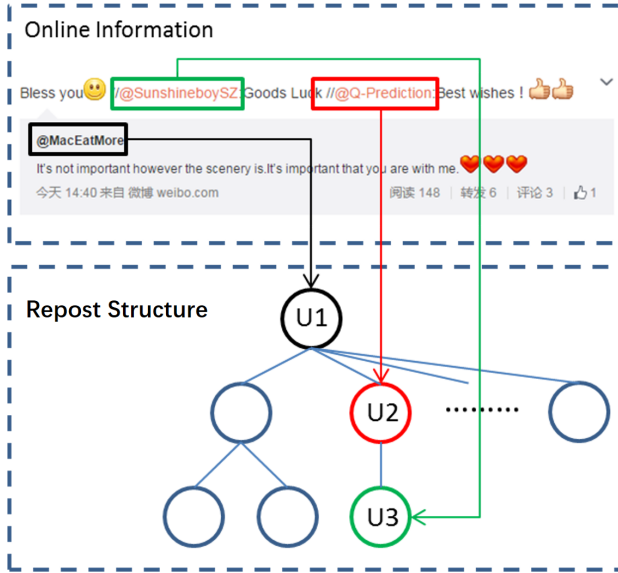 Online Information
Bless you //@SunshineboySZ:Goods Luck //@Q-Prediction:Best wishes！
@MacEatMore
It's not important however the scenery is.It's important that you are with me.
今天 14:40 来自 微博 weibo.com 阅读 148 转发 6 评论 3 1
Repost Structure
U1
U2 .........
U3